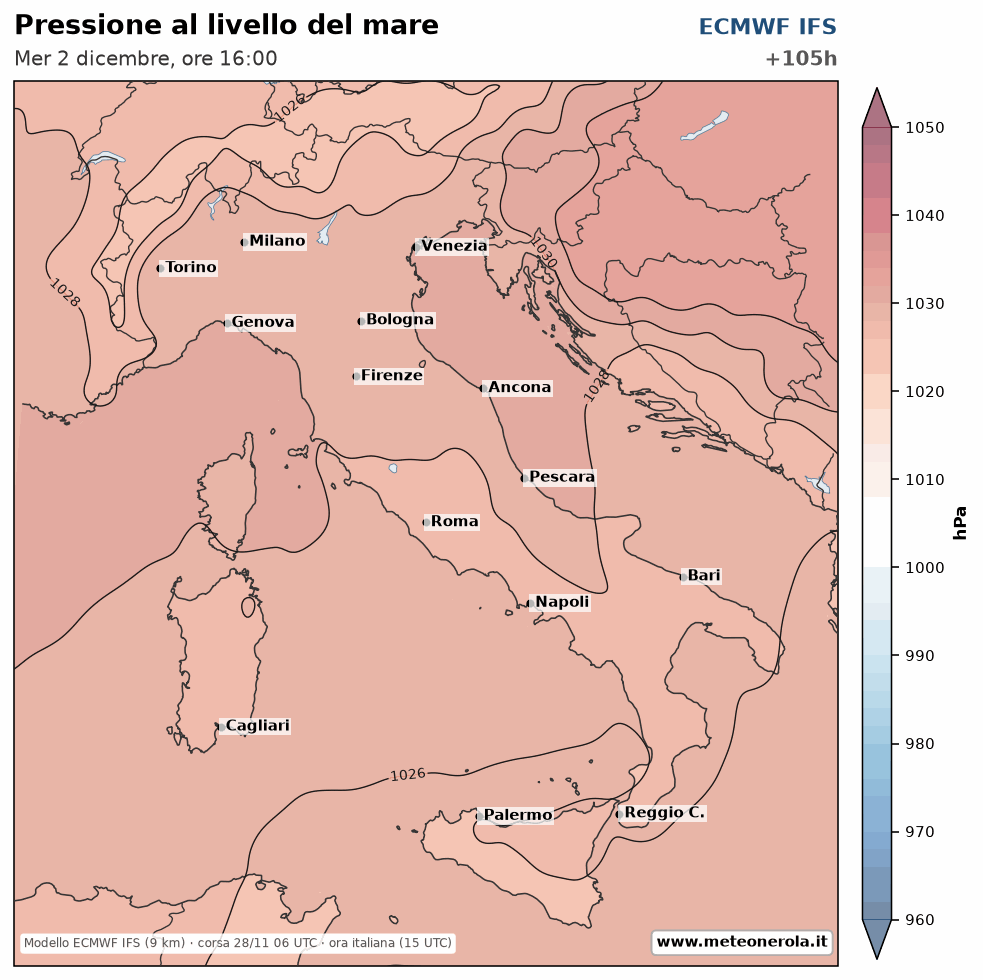 Pressione al livello del mare
ECMWF IFS
Mer 2 dicembre, ore 16:00
+105h
1026
1028
1030
1028
1026
Milano
Torino
Venezia
Genova
Bologna
Firenze
Ancona
Pescara
Roma
Bari
Napoli
Cagliari
Palermo
Reggio C.
1050
1040
1030
1020
1010
1000
990
980
970
960
hPa
Modello ECMWF IFS (9 km) · corsa 28/11 06 UTC · ora italiana (15 UTC)
www.meteonerola.it